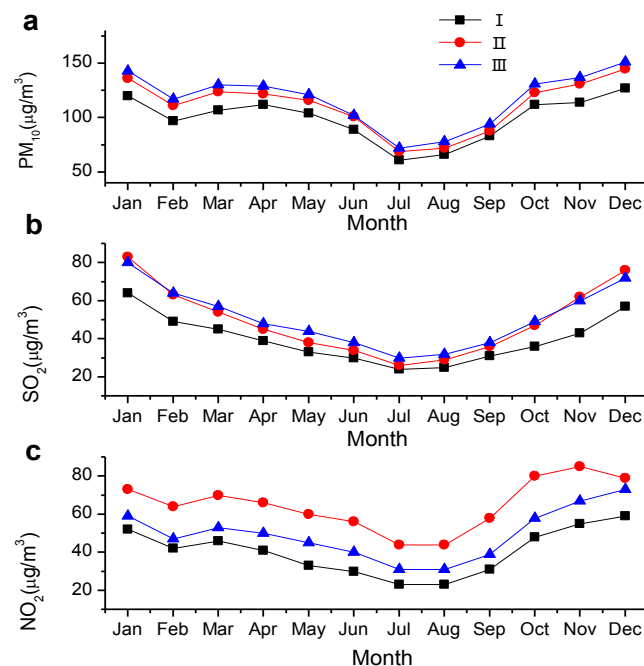 a
Ⅰ
Ⅱ
Ⅲ
PM10(μg/m3)
150
100
50
Jan Feb Mar Apr May Jun Jul Aug Sep Oct Nov Dec
Month
b
SO2(μg/m3)
80
60
40
20
Jan Feb Mar Apr May Jun Jul Aug Sep Oct Nov Dec
Month
c
NO2(μg/m3)
80
60
40
20
Jan Feb Mar Apr May Jun Jul Aug Sep Oct Nov Dec
Month